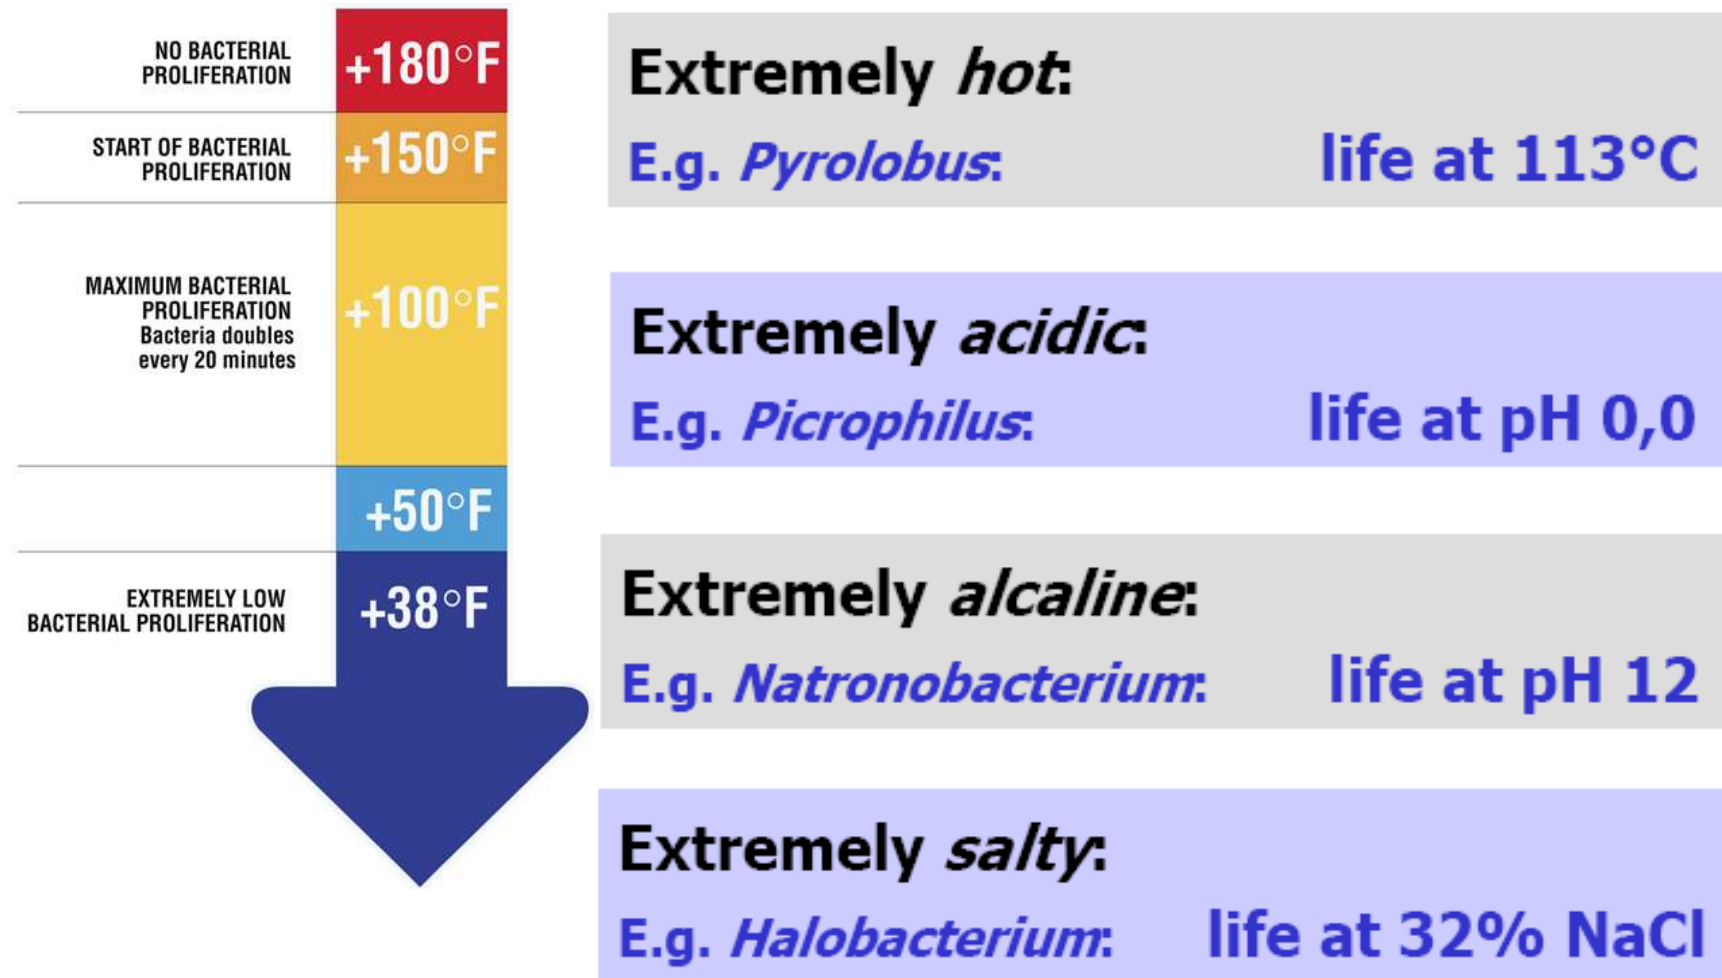 NO BACTERIAL
PROLIFERATION
+180°F
START OF BACTERIAL
PROLIFERATION
+150°F
MAXIMUM BACTERIAL
PROLIFERATION
Bacteria doubles
every 20 minutes
+100°F
+50°F
EXTREMELY LOW
BACTERIAL PROLIFERATION
+38°F
Extremely hot:
E.g. Pyrolobus: life at 113°C
Extremely acidic:
E.g. Picrophilus: life at pH 0,0
Extremely alcaline:
E.g. Natronobacterium: life at pH 12
Extremely salty:
E.g. Halobacterium: life at 32% NaCl